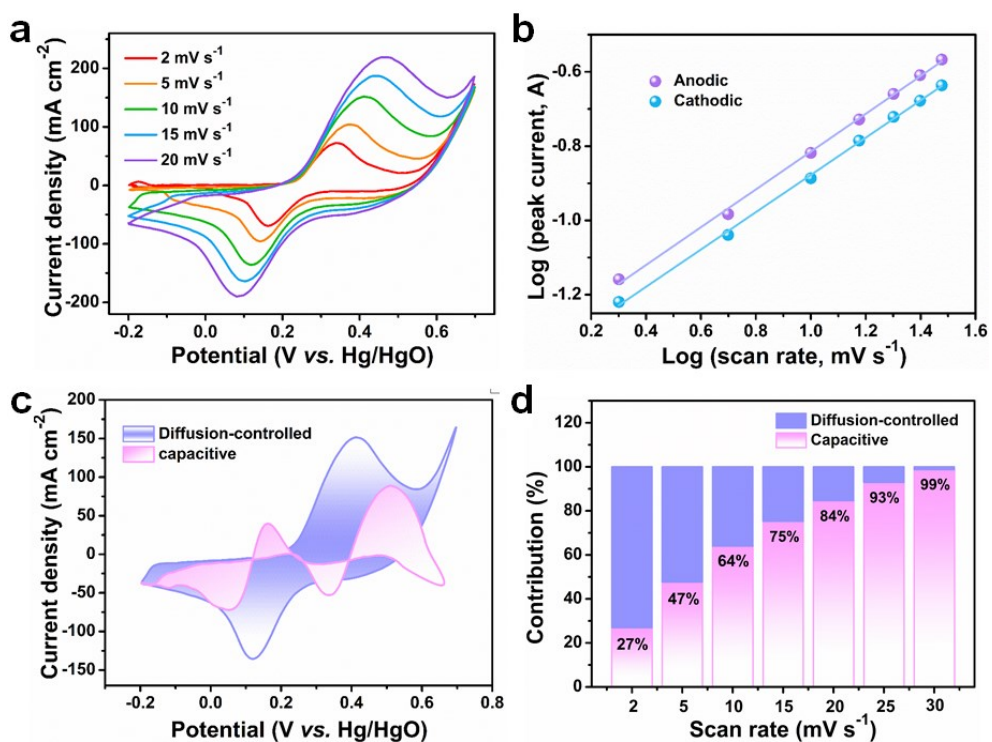 a
2 mV s⁻¹
5 mV s⁻¹
10 mV s⁻¹
15 mV s⁻¹
20 mV s⁻¹
Current density (mA cm⁻²)
200
100
0
-100
-200
-0.2 0.0 0.2 0.4 0.6
Potential (V vs. Hg/HgO)
b
Anodic
Cathodic
Log (peak current, A)
-0.6
-0.8
-1.0
-1.2
0.2 0.4 0.6 0.8 1.0 1.2 1.4 1.6
Log (scan rate, mV s⁻¹)
c
Diffusion-controlled
capacitive
Current density (mA cm⁻²)
200
150
100
50
0
-50
-100
-150
-0.2 0.0 0.2 0.4 0.6 0.8
Potential (V vs. Hg/HgO)
d
Diffusion-controlled
Capacitive
Contribution (%)
120
100
80
60
40
20
0
27% 47% 64% 75% 84% 93% 99%
2 5 10 15 20 25 30
Scan rate (mV s⁻¹)